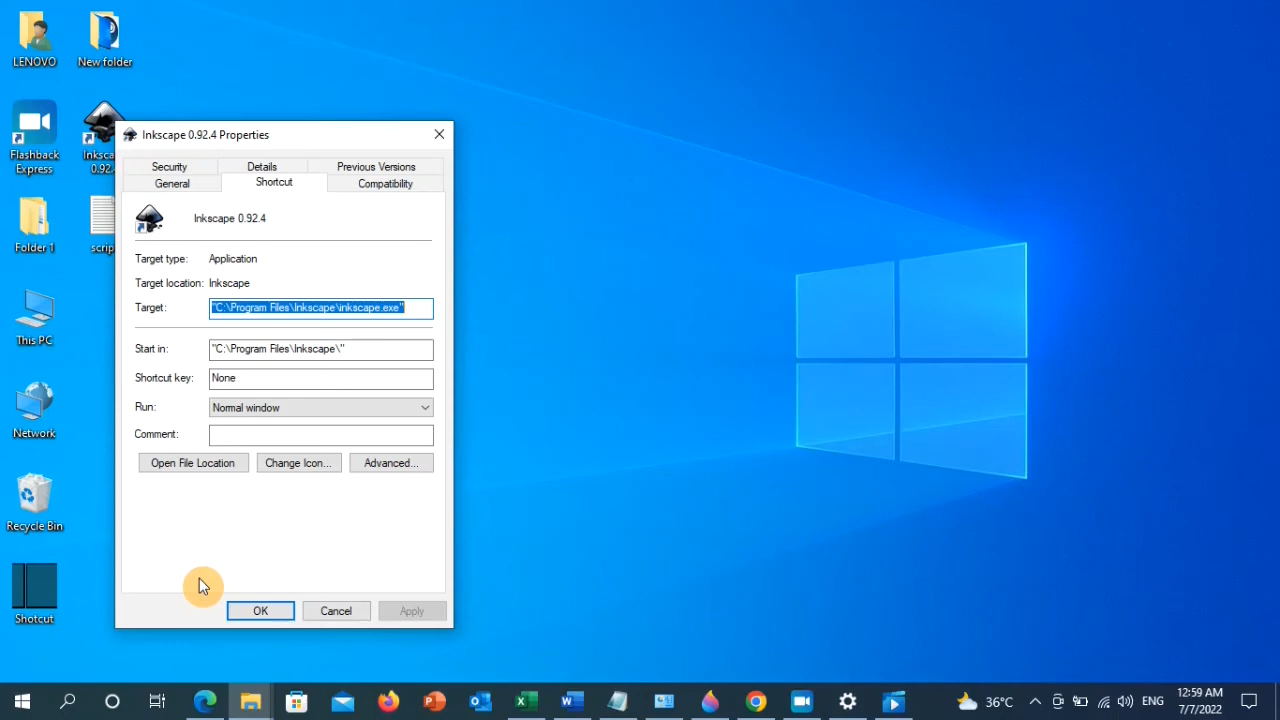 LENOVO
New folder
Flashback
Express
Inksca
0.92.
Folder 1
scrip
This PC
Network
Recycle Bin
Shotcut
Inkscape 0.92.4 Properties
Security
Details
Previous Versions
General
Shortcut
Compatibility
Inkscape 0.92.4
Target type: Application
Target location: Inkscape
Target: "C:\Program Files\Inkscape\inkscape.exe"
Start in: "C:\Program Files\Inkscape\"
Shortcut key: None
Run: Normal window
Comment:
Open File Location
Change Icon...
Advanced...
OK
Cancel
Apply
36°C
ENG
12:59 AM
7/7/2022